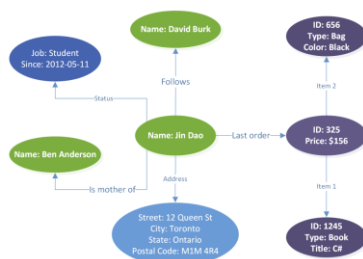 ID: 656
Type: Bag
Color: Black
Name: David Burk
Job: Student
Since: 2012-05-11
Follows
Item 2
Status
Name: Jin Dao
Last order
ID: 325
Price: $156
Name: Ben Anderson
Is mother of
Address
Item 1
Street: 12 Queen St
City: Toronto
State: Ontario
Postal Code: M1M 4R4
ID: 1245
Type: Book
Title: C#